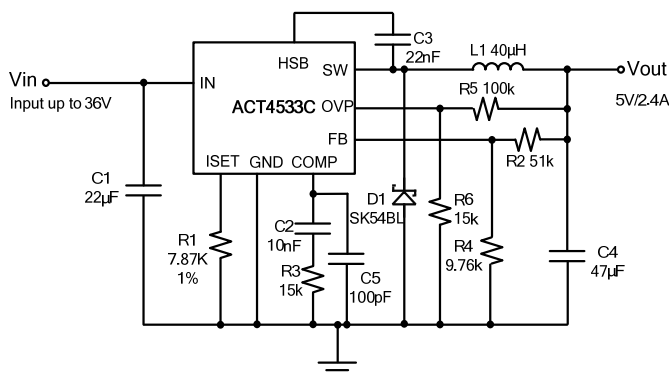 HSB
C3
22nF
Vin
Input up to 36V
IN
SW
L1 40μH
Vout
5V/2.4A
ACT4533C
OVP
R5 100k
FB
R2 51k
ISET
GND
COMP
C1
22μF
R1
7.87K
1%
C2
10nF
R3
15k
C5
100pF
D1
SK54BL
R6
15k
R4
9.76k
C4
47μF